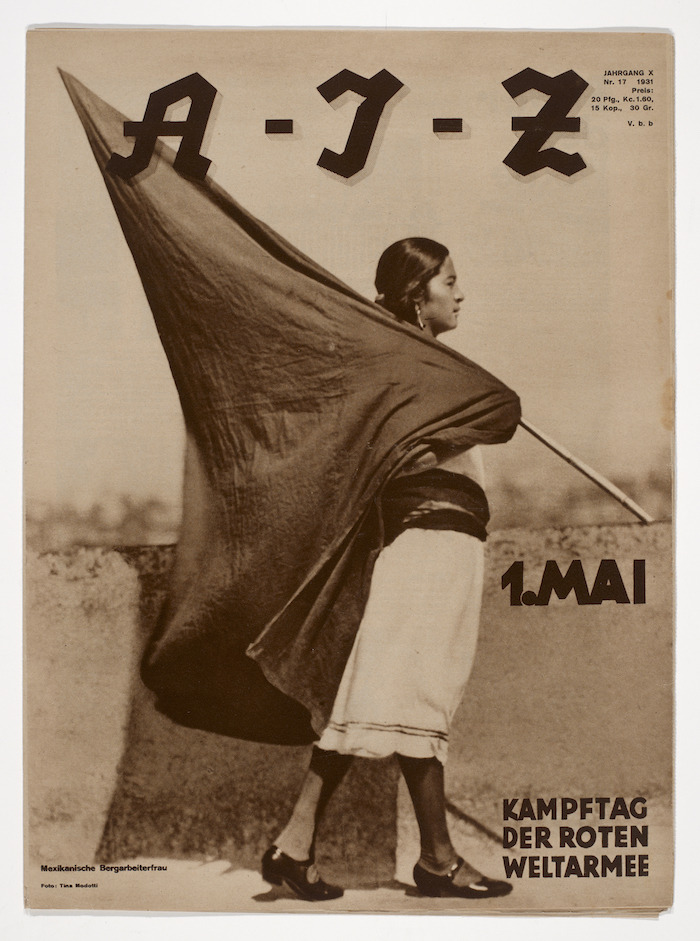 A-I-Z
JAHRGANG X
Nr. 17 1931
Preis:
20 Pfg., Kc. 1.60,
15 Kop., 30 Gr.
V. b. b
1. MAI
KAMPFTAG
DER ROTEN
WELTARMEE
Mexikanische Bergarbeiterfrau
Foto: Tina Modotti